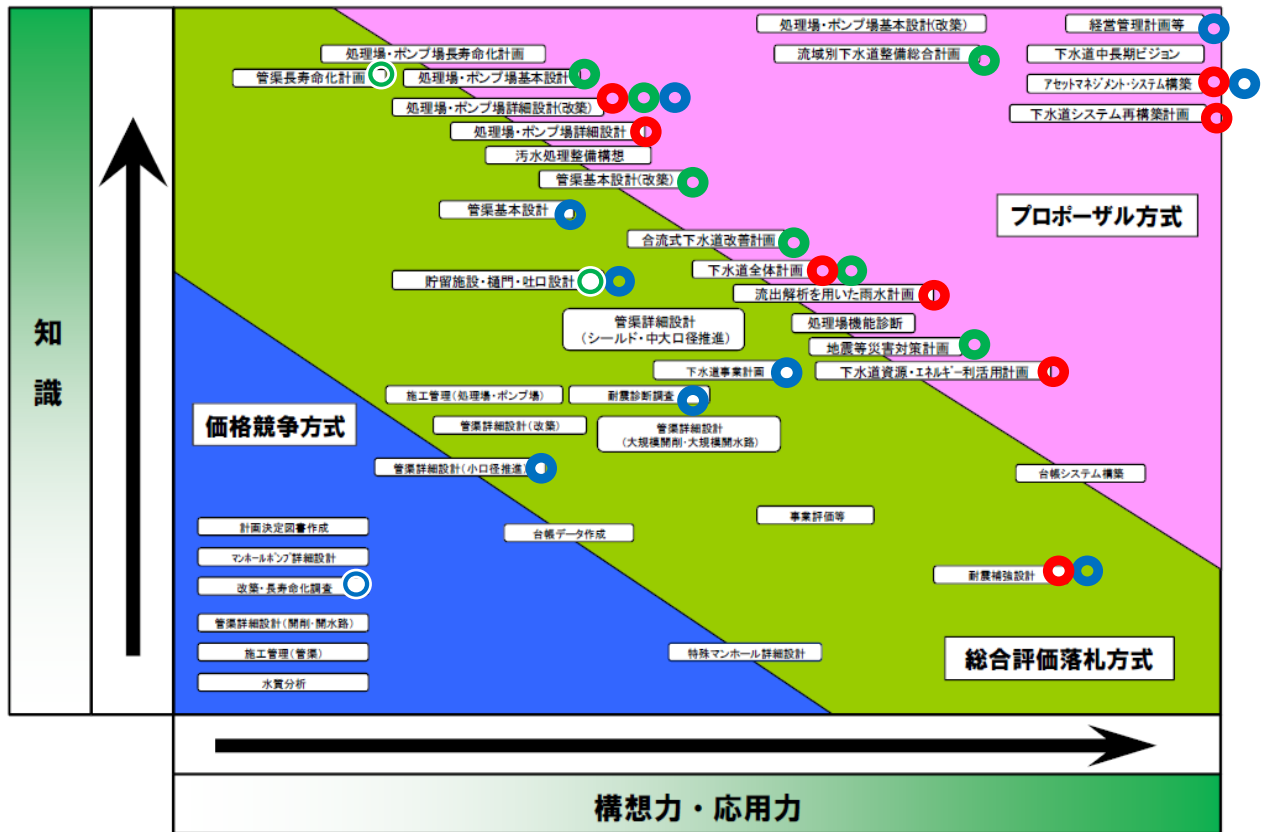 処理場・ポンプ場基本設計(改築)
経営管理計画等
処理場・ポンプ場長寿命化計画
流域別下水道整備総合計画
下水道中長期ビジョン
管渠長寿命化計画
処理場・ポンプ場基本設計
アセットマネジメント・システム構築
処理場・ポンプ場詳細設計(改築)
下水道システム再構築計画
処理場・ポンプ場詳細設計
汚水処理整備構想
管渠基本設計(改築)
管渠基本設計
プロポーザル方式
合流式下水道改善計画
下水道全体計画
貯留施設・樋門・吐口設計
流出解析を用いた雨水計画
管渠詳細設計
(シールド・中大口径推進)
処理場機能診断
地震等災害対策計画
下水道事業計画
下水道資源・エネルギー利活用計画
知
識
施工管理(処理場・ポンプ場)
耐震診断調査
価格競争方式
管渠詳細設計(改築)
管渠詳細設計
(大規模開削・大規模開水路)
管渠詳細設計(小口径推進)
台帳システム構築
計画決定図書作成
台帳データ作成
事業評価等
マンホールポンプ詳細設計
改築・長寿命化調査
耐震補強設計
管渠詳細設計(開削・開水路)
施工管理(管渠)
特殊マンホール詳細設計
総合評価落札方式
水質分析
構想力・応用力